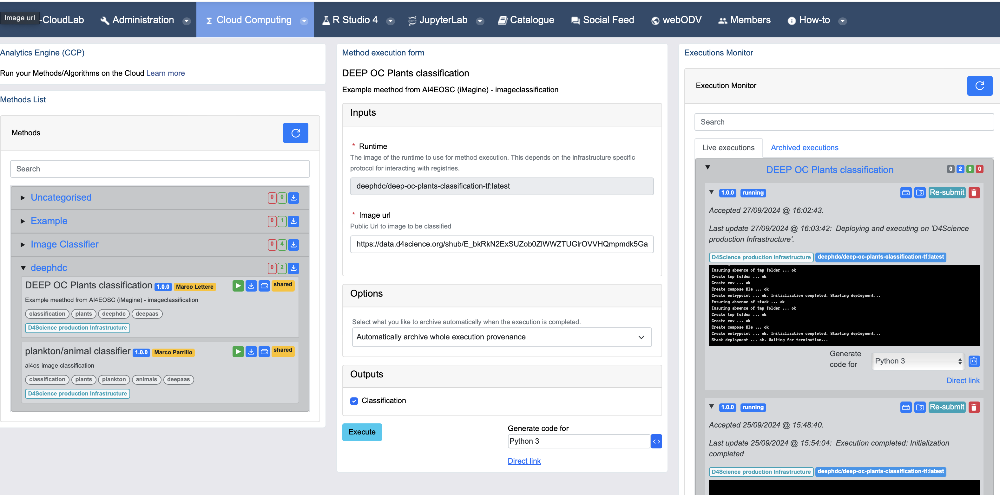 Image url
-CloudLab
Administration
Cloud Computing
R Studio 4
JupyterLab
Catalogue
Social Feed
webODV
Members
How-to
Analytics Engine (CCP)
Run your Methods/Algorithms on the Cloud Learn more
Methods List
Methods
Search
Uncategorised
0 0
Example
0 1
Image Classifier
0 4
deephdc
0 2
DEEP OC Plants classification 1.0.0 Marco Lettere
shared
Example meethod from AI4EOSC (iMagine) - imageclassification
classification plants deephdc deepaas
D4Science production Infrastructure
plankton/animal classifier 1.0.0 Marco Parrillo
shared
ai4os-image-classification
classification plants plankton animals deepaas
D4Science production Infrastructure
Method execution form
DEEP OC Plants classification
Example meethod from AI4EOSC (iMagine) - imageclassification
Inputs
* Runtime
The image of the runtime to use for method execution. This depends on the infrastructure specific
protocol for interacting with registries.
deephdc/deep-oc-plants-classification-tf:latest
* Image url
Public Url to image to be classified
https://data.d4science.org/shub/E_bkRkN2ExSUZob0ZlWWZTUGlrOVVHQmpmdk5Ga
Options
Select what you like to archive automatically when the execution is completed.
Automatically archive whole execution provenance
Outputs
Classification
Execute
Generate code for
Python 3
Direct link
Executions Monitor
Execution Monitor
Search
Live executions
Archived executions
DEEP OC Plants classification
0 2 0 0
1.0.0 running
Re-submit
Accepted 27/09/2024 @ 16:02:43.
Last update 27/09/2024 @ 16:03:42: Deploying and executing on 'D4Science
production Infrastructure'.
D4Science production Infrastructure deephdc/deep-oc-plants-classification-tf:latest
Ensuring absence of tmp folder ... ok
Create tmp folder ... ok
Create env ... ok
Create compose file ... ok
Create entrypoint ... ok. Initialization completed. Starting deployment...
Ensuring absence of stack ... ok
Ensuring absence of tmp folder ... ok
Create tmp folder ... ok
Create env ... ok
Create compose file ... ok
Create entrypoint ... ok. Initialization completed. Starting deployment...
Stack deployment ... ok. Waiting for termination...
Generate
code for
Python 3
Direct link
1.0.0 running
Re-submit
Accepted 25/09/2024 @ 15:48:40.
Last update 25/09/2024 @ 15:54:04: Execution completed: Initialization
completed
D4Science production Infrastructure deephdc/deep-oc-plants-classification-tf:latest